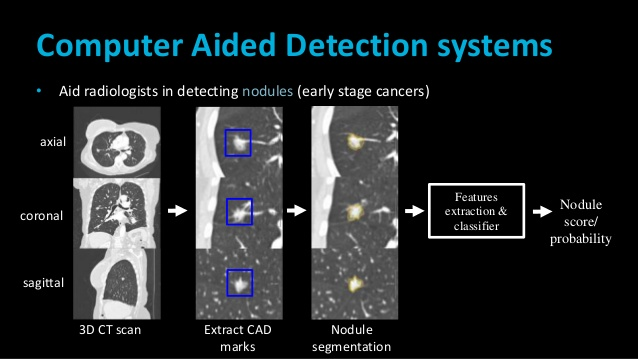 Computer Aided Detection systems
• Aid radiologists in detecting nodules (early stage cancers)
axial
coronal
sagittal
3D CT scan
Extract CAD
marks
Nodule
segmentation
Features
extraction &
classifier
Nodule
score/
probability